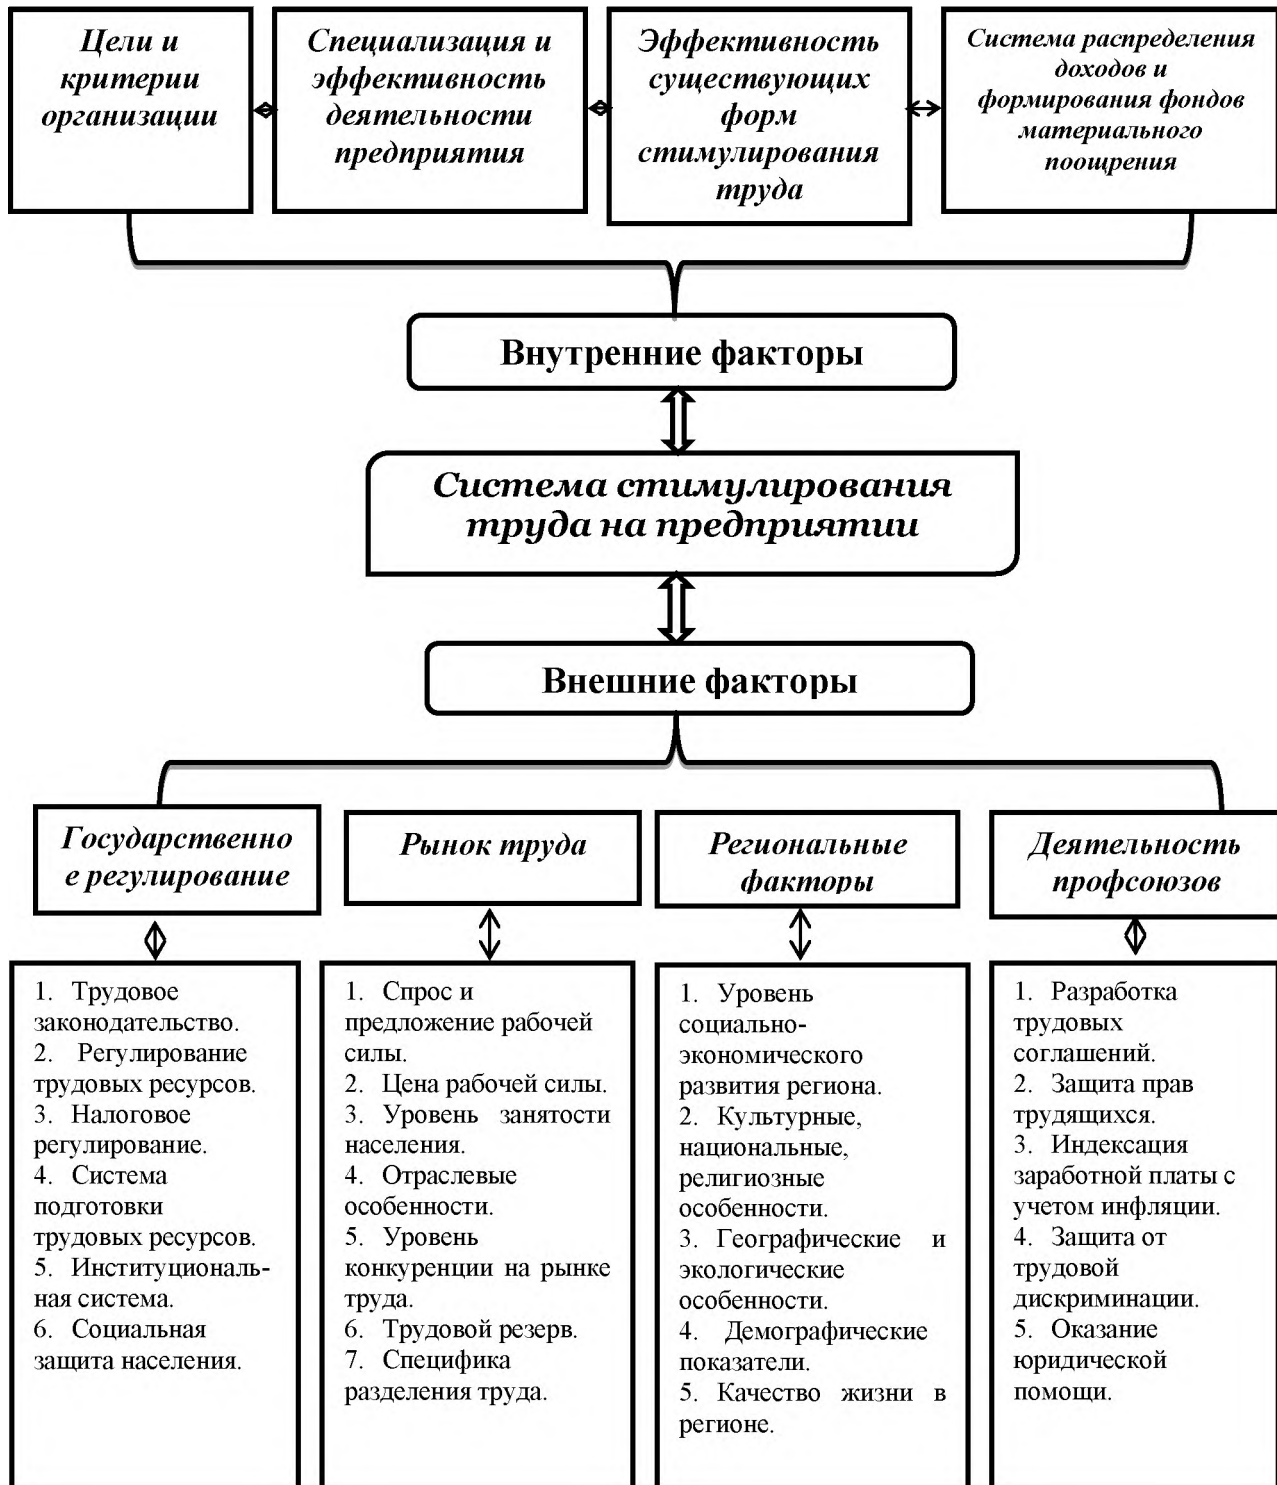 Цели и
критерии
организации
Специализация и
эффективность
деятельности
предприятия
Эффективность
существующих
форм
стимулирования
труда
Система распределения
доходов и
формирования фондов
материального
поощрения
Внутренние факторы
Система стимулирования
труда на предприятии
Внешние факторы
Государственно
е регулирование
Рынок труда
Региональные
факторы
Деятельность
профсоюзов
1. Трудовое
законодательство.
2. Регулирование
трудовых ресурсов.
3. Налоговое
регулирование.
4. Система
подготовки
трудовых ресурсов.
5. Институциональ-
ная система.
6. Социальная
защита населения.
1. Спрос и
предложение рабочей
силы.
2. Цена рабочей силы.
3. Уровень занятости
населения.
4. Отраслевые
особенности.
5. Уровень
конкуренции на рынке
труда.
6. Трудовой резерв.
7. Специфика
разделения труда.
1. Уровень
социально-
экономического
развития региона.
2. Культурные,
национальные,
религиозные
особенности.
3. Географические и
экологические
особенности.
4. Демографические
показатели.
5. Качество жизни в
регионе.
1. Разработка
трудовых
соглашений.
2. Защита прав
трудящихся.
3. Индексация
заработной платы с
учетом инфляции.
4. Защита от
трудовой
дискриминации.
5. Оказание
юридической
помощи.